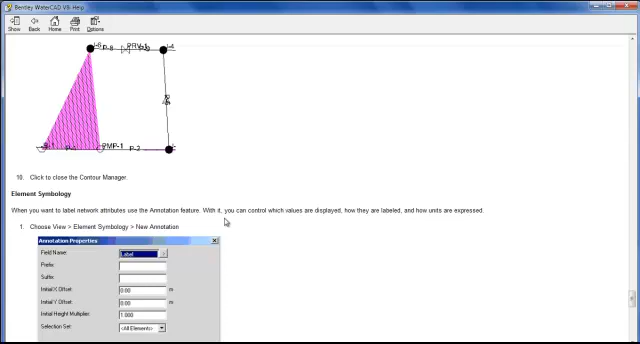 Bentley WaterCAD V8i Help
Show Back Home Print Options
P-8
PMP-1
P-2
10. Click to close the Contour Manager.
Element Symbology
When you want to label network attributes use the Annotation feature. With it, you can control which values are displayed, how they are labeled, and how units are expressed.
1. Choose View > Element Symbology > New Annotation
Annotation Properties
Field Name: Label
Prefix:
Suffix:
Initial X Offset: 0.00 m
Initial Y Offset: 0.00 m
Initial Height Multiplier: 1.000
Selection Set: <All Elements>